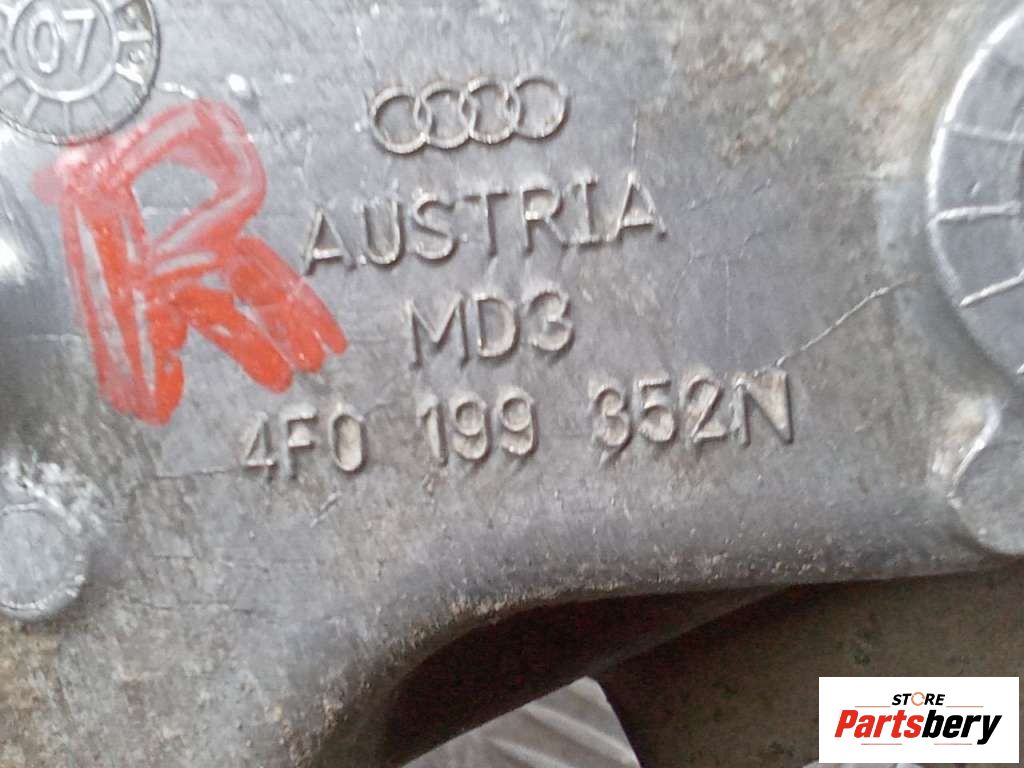 07
R
AUSTRIA
MD3
4F0 199 352N
STORE
Partsbery